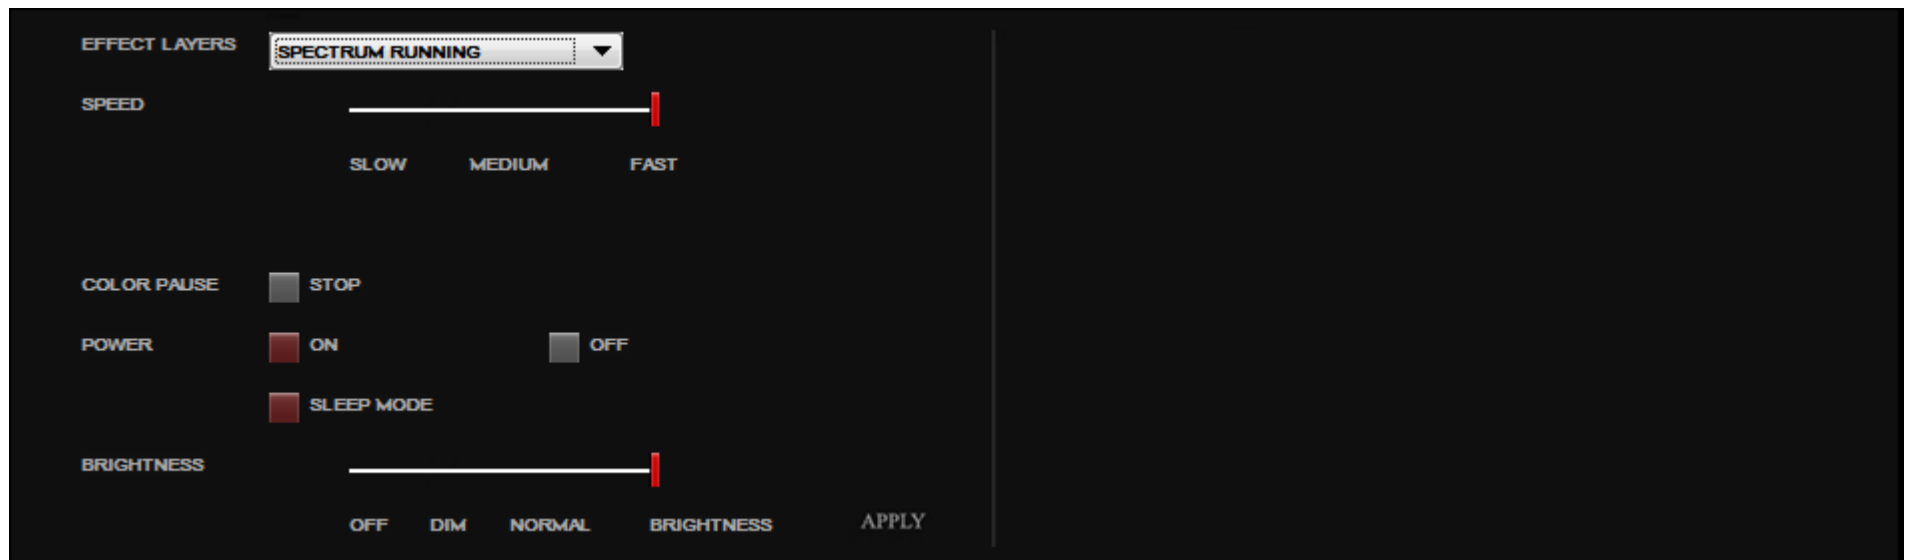 EFFECT LAYERS SPECTRUM RUNNING
SPEED
SLOW MEDIUM FAST
COLOR PAUSE STOP
POWER ON OFF
SLEEP MODE
BRIGHTNESS
OFF DIM NORMAL BRIGHTNESS APPLY